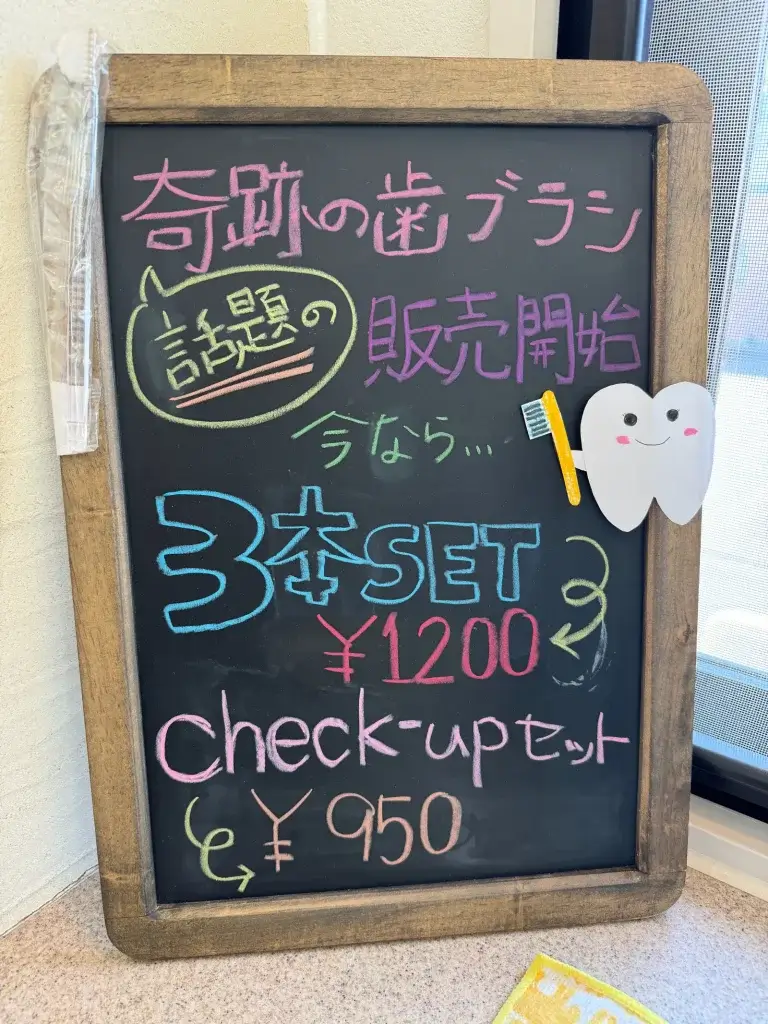 奇跡の歯ブラシ
話題の
販売開始
今なら...
3本SET
¥1200
check-upセット
¥950